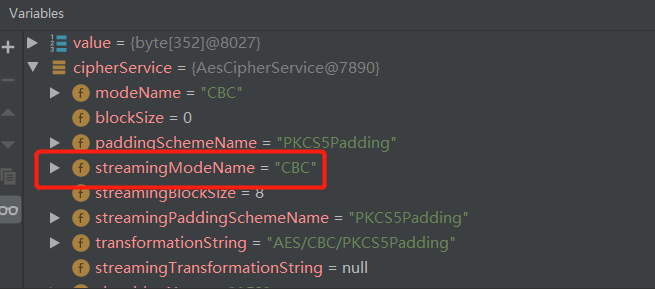 Variables
value = {byte[352]@8027}
cipherService = {AesCipherService@7890}
f modeName = "CBC"
f blockSize = 0
f paddingSchemeName = "PKCS5Padding"
f streamingModeName = "CBC"
f streamingBlockSize = 8
f streamingPaddingSchemeName = "PKCS5Padding"
f transformationString = "AES/CBC/PKCS5Padding"
f streamingTransformationString = null